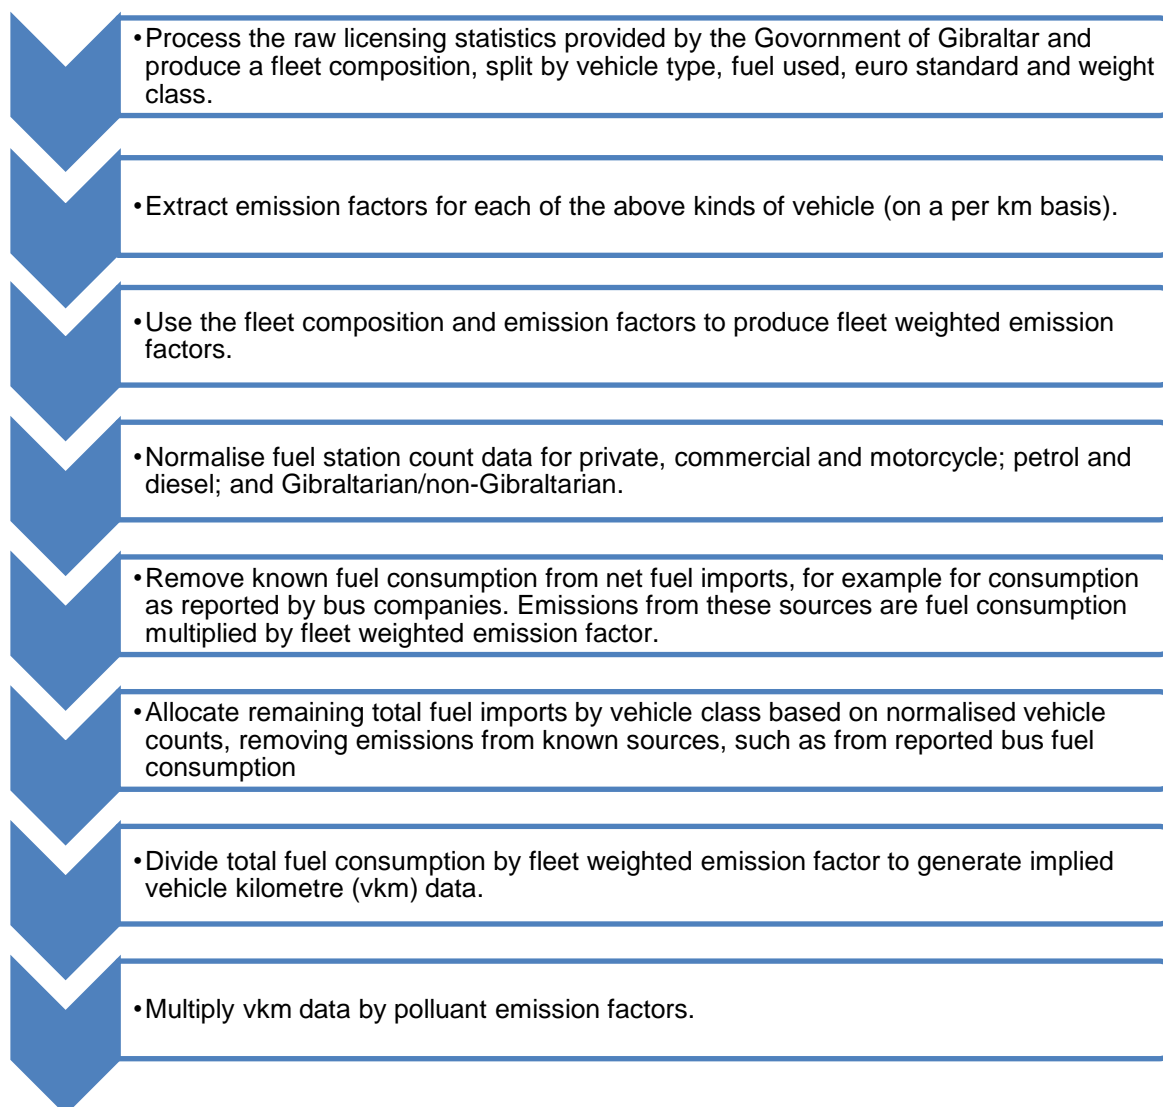 •Process the raw licensing statistics provided by the Govornment of Gibraltar and
produce a fleet composition, split by vehicle type, fuel used, euro standard and weight
class.
•Extract emission factors for each of the above kinds of vehicle (on a per km basis).
•Use the fleet composition and emission factors to produce fleet weighted emission
factors.
•Normalise fuel station count data for private, commercial and motorcycle; petrol and
diesel; and Gibraltarian/non-Gibraltarian.
•Remove known fuel consumption from net fuel imports, for example for consumption
as reported by bus companies. Emissions from these sources are fuel consumption
multiplied by fleet weighted emission factor.
•Allocate remaining total fuel imports by vehicle class based on normalised vehicle
counts, removing emissions from known sources, such as from reported bus fuel
consumption
•Divide total fuel consumption by fleet weighted emission factor to generate implied
vehicle kilometre (vkm) data.
•Multiply vkm data by polluant emission factors.